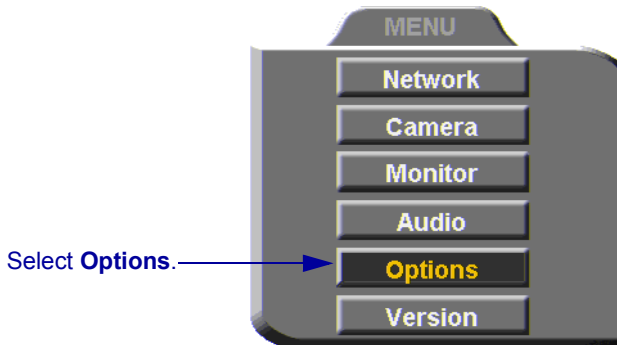 MENU
Network
Camera
Monitor
Audio
Select Options.
Options
Version